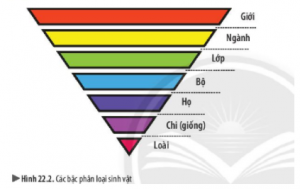 Giới
Ngành
Lớp
Bộ
Họ
Chi (giống)
Loài
▶ Hình 22.2. Các bậc phân loại sinh vật